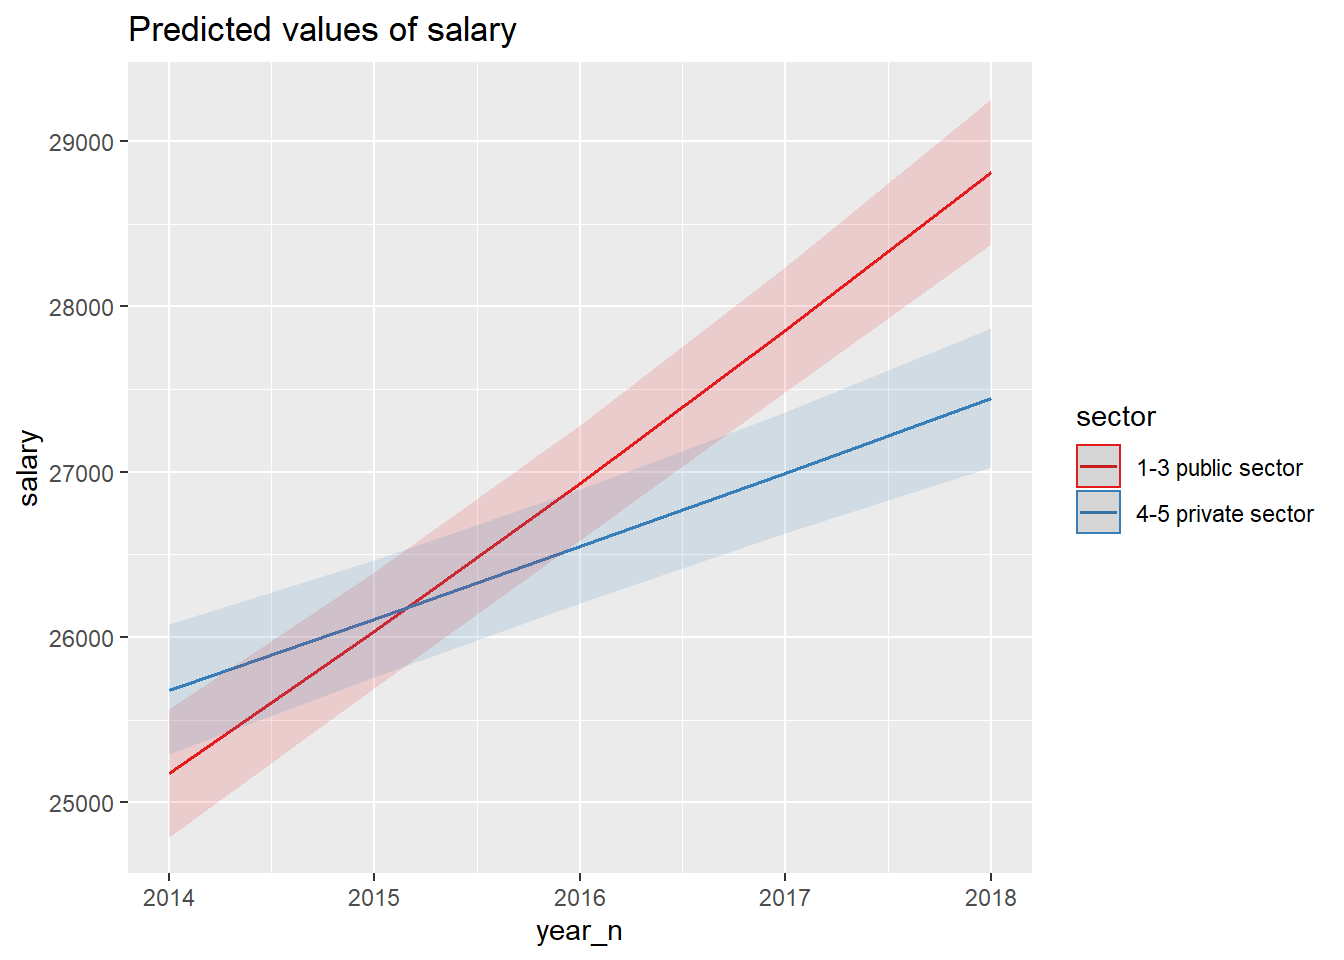 Predicted values of salary
29000
28000
27000
26000
25000
salary
2014 2015 2016 2017 2018
year_n
sector
1-3 public sector
4-5 private sector